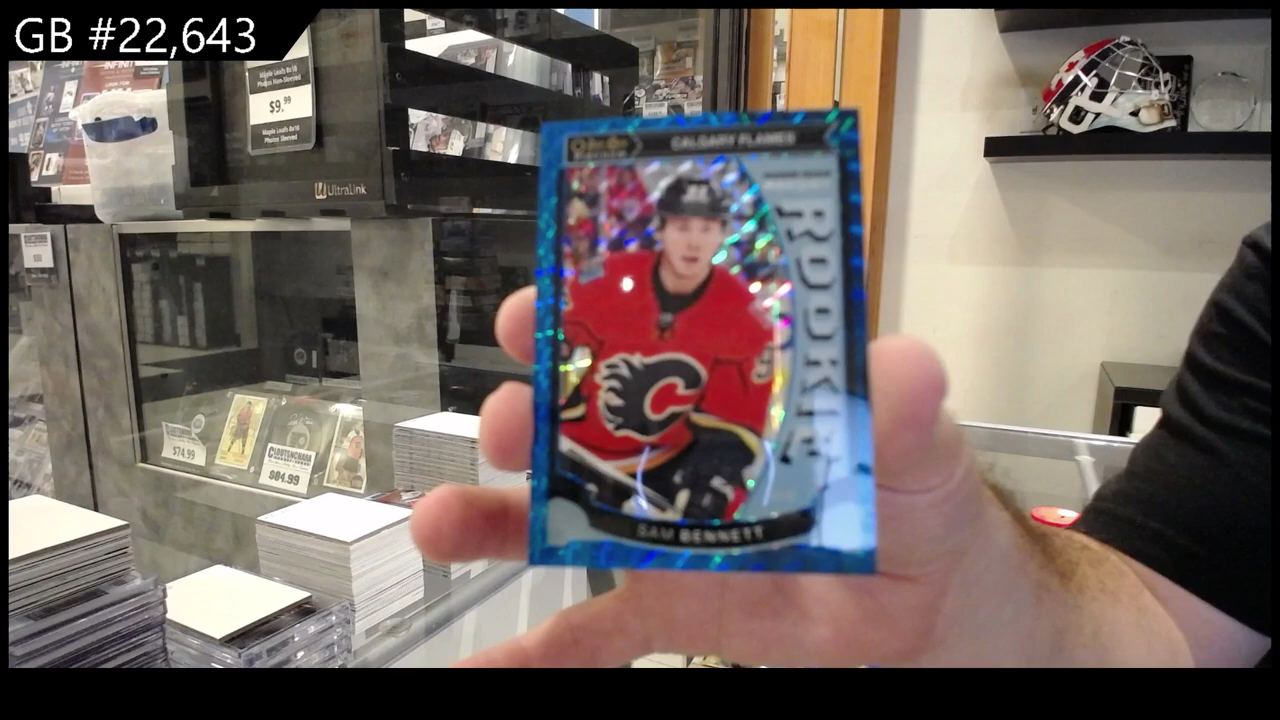 GB #22,643
Maple Leafs 8x10
Photos Non-Sleeved
$9.99
Maple Leafs 8x10
Photos Sleeved
UltraLink
CALGARY FLAMES
ROOKIE
SAM BENNETT
$74.99
CLOUTSNCHARA
$84.99